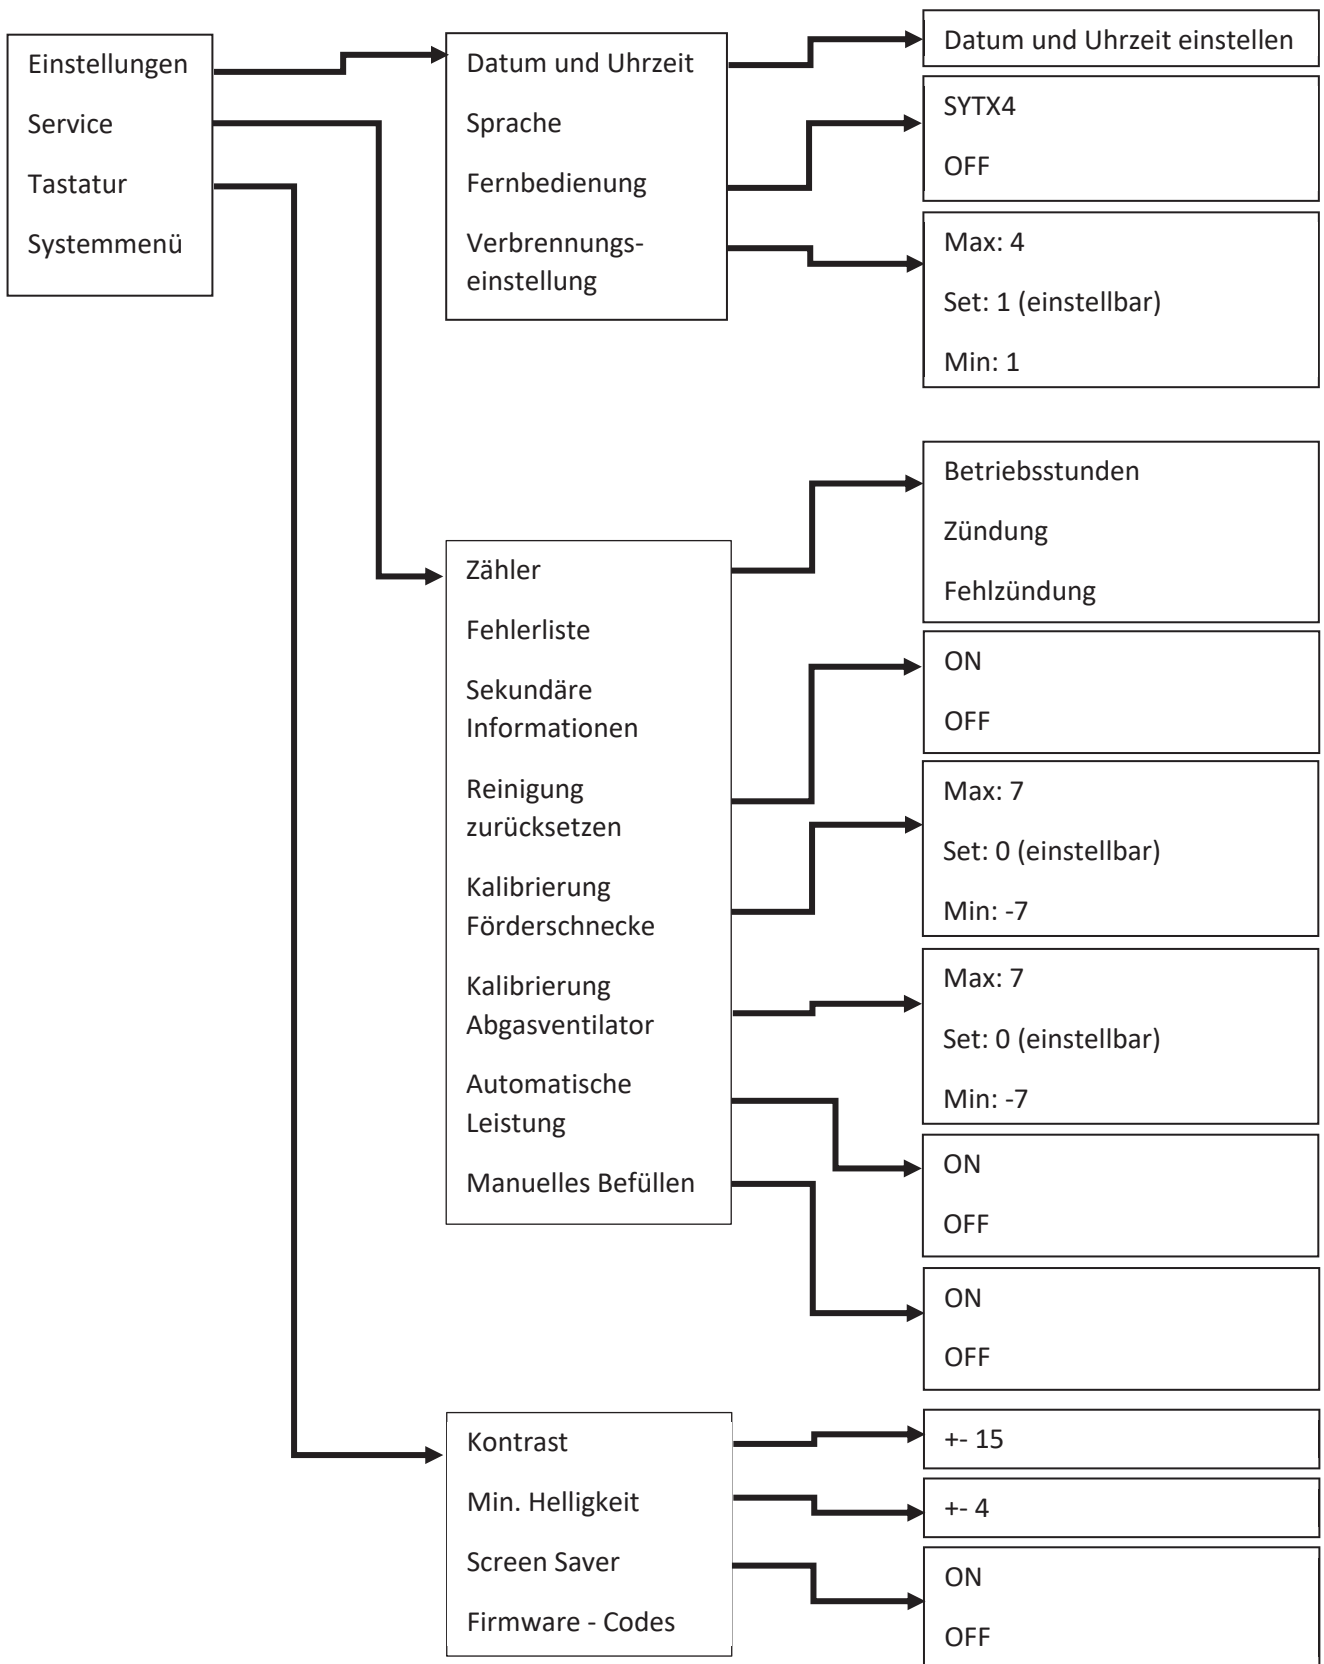 Einstellungen
Service
Tastatur
Systemmenü
Datum und Uhrzeit
Sprache
Fernbedienung
Verbrennungs-
einstellung
Datum und Uhrzeit einstellen
SYTX4
OFF
Max: 4
Set: 1 (einstellbar)
Min: 1
Zähler
Fehlerliste
Sekundäre
Informationen
Reinigung
zurücksetzen
Kalibrierung
Förderschnecke
Kalibrierung
Abgasventilator
Automatische
Leistung
Manuelles Befüllen
Betriebsstunden
Zündung
Fehlzündung
ON
OFF
Max: 7
Set: 0 (einstellbar)
Min: -7
Max: 7
Set: 0 (einstellbar)
Min: -7
ON
OFF
ON
OFF
Kontrast
Min. Helligkeit
Screen Saver
Firmware - Codes
+- 15
+- 4
ON
OFF